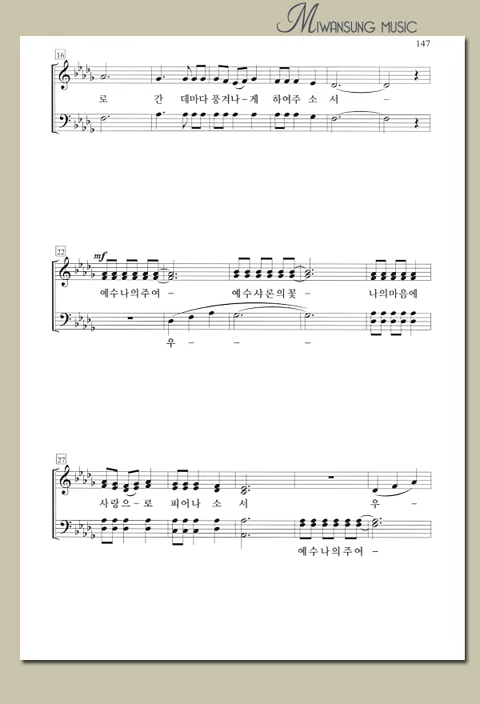 MIWANSUNG MUSIC
147
16
로 간 데마다 풍겨나-게 하여주 소 서 -
22
mf
예수나의주여 - 예수샤론의꽃 - 나의마음에
우 - - -
27
사랑으-로 피어나 소 서 우 -
예수나의주여 -